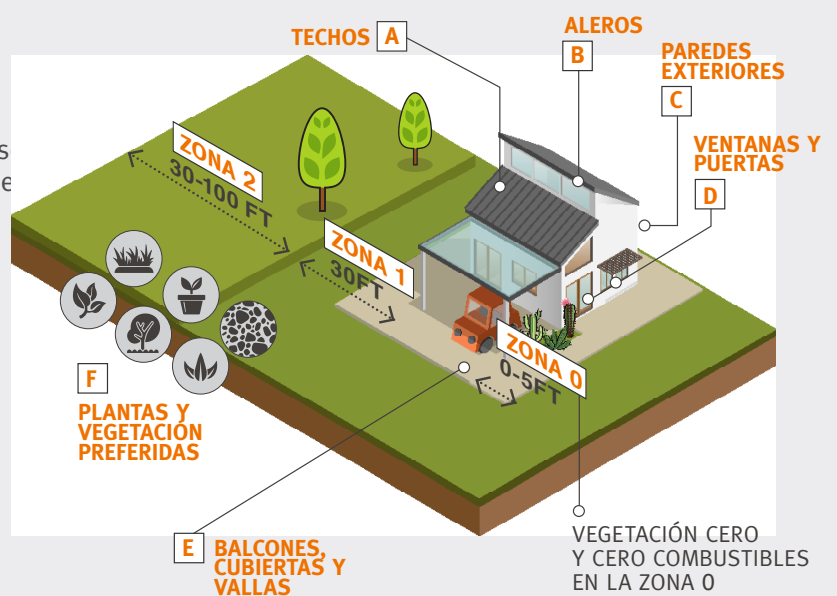 TECHOS A
ALEROS
B
PAREDES
EXTERIORES
C
VENTANAS Y
PUERTAS
D
ZONA 2
30-100 FT
ZONA 1
30FT
ZONA 0
0-5FT
F
PLANTAS Y
VEGETACIÓN
PREFERIDAS
E BALCONES,
CUBIERTAS Y
VALLAS
VEGETACIÓN CERO
Y CERO COMBUSTIBLES
EN LA ZONA 0
s
e